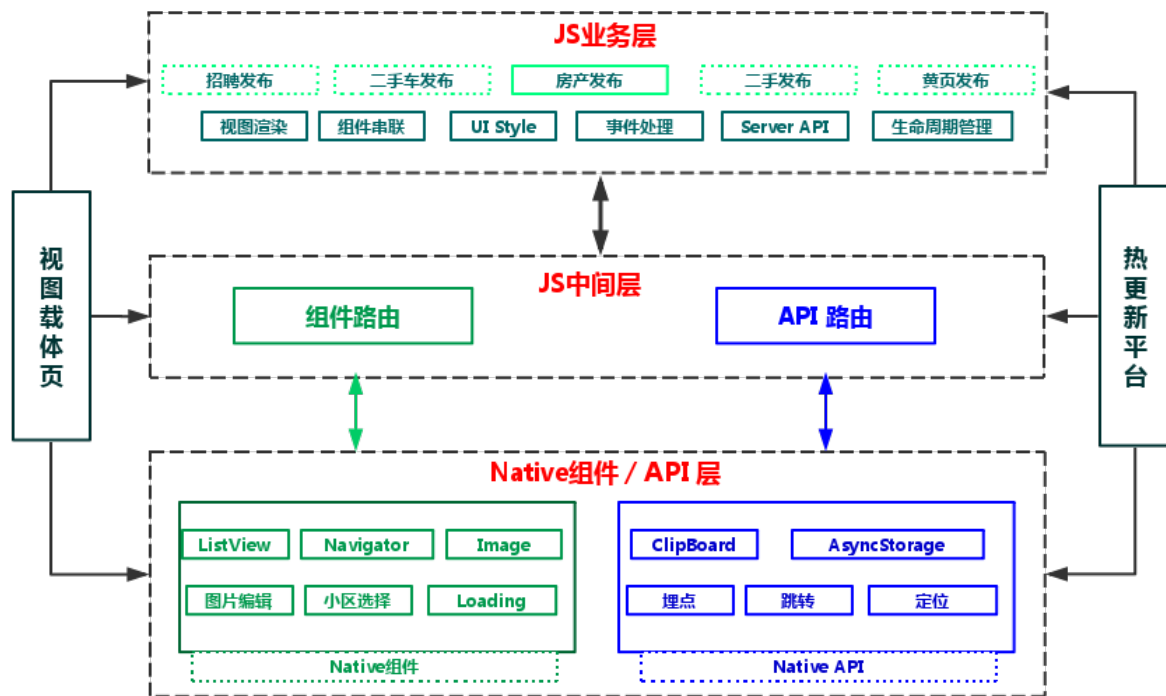 JS业务层
招聘发布
二手车发布
房产发布
二手发布
黄页发布
视图渲染
组件串联
UI Style
事件处理
Server API
生命周期管理
视图载体页
热更新平台
JS中间层
组件路由
API 路由
Native组件 / API 层
ListView
Navigator
Image
ClipBoard
AsyncStorage
图片编辑
小区选择
Loading
埋点
跳转
定位
Native组件
Native API